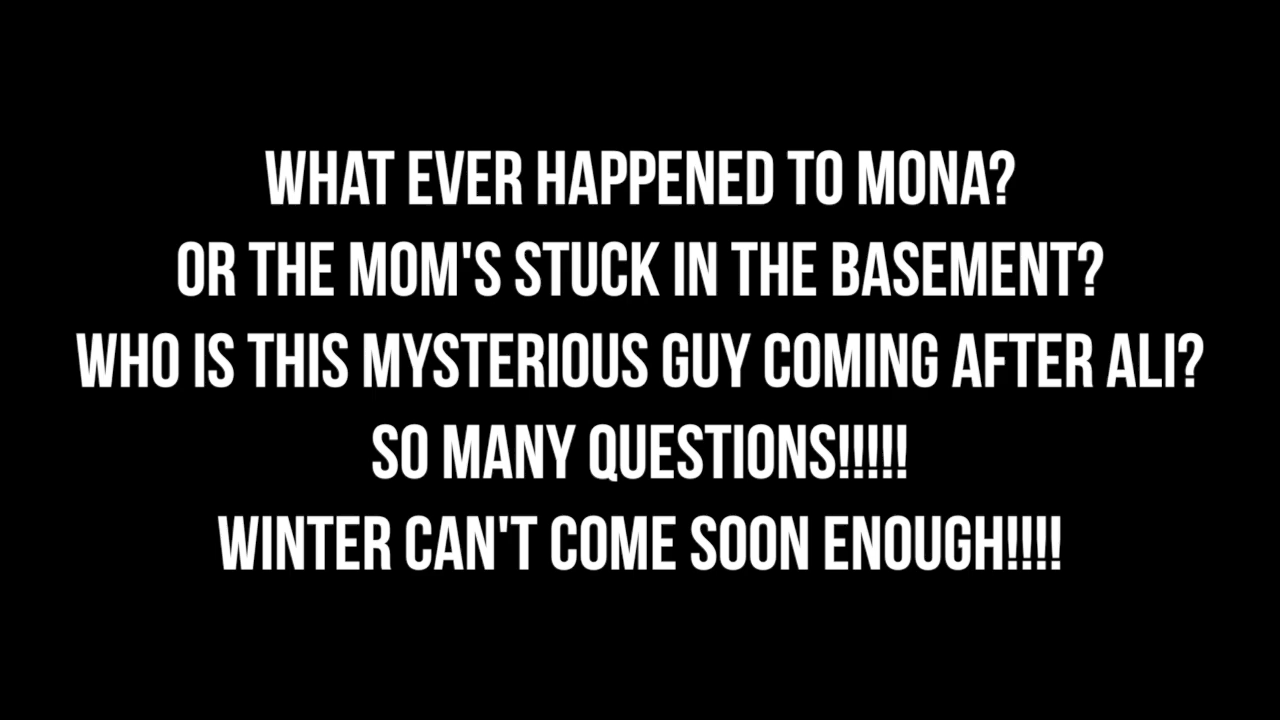 WHAT EVER HAPPENED TO MONA?
OR THE MOM'S STUCK IN THE BASEMENT?
WHO IS THIS MYSTERIOUS GUY COMING AFTER ALI?
SO MANY QUESTIONS!!!!!
WINTER CAN'T COME SOON ENOUGH!!!!